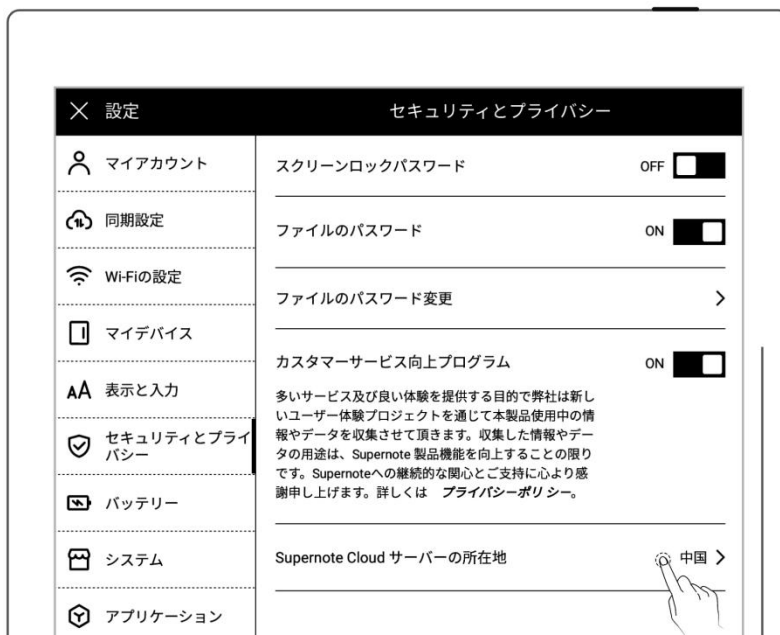 設定
セキュリティとプライバシー
マイアカウント
同期設定
Wi-Fiの設定
マイデバイス
AA 表示と入力
セキュリティとプライ
バシー
バッテリー
システム
アプリケーション
スクリーンロックパスワード OFF
ファイルのパスワード ON
ファイルのパスワード変更
カスタマーサービス向上プログラム ON
多いサービス及び良い体験を提供する目的で弊社は新し
いユーザー体験プロジェクトを通じて本製品使用中の情
報やデータを収集させて頂きます。収集した情報やデー
タの用途は、Supernote 製品機能を向上することの限り
です。Supernoteへの継続的な関心とご支持に心より感
謝申し上げます。詳しくは プライバシーポリ シー。
Supernote Cloud サーバーの所在地 中国